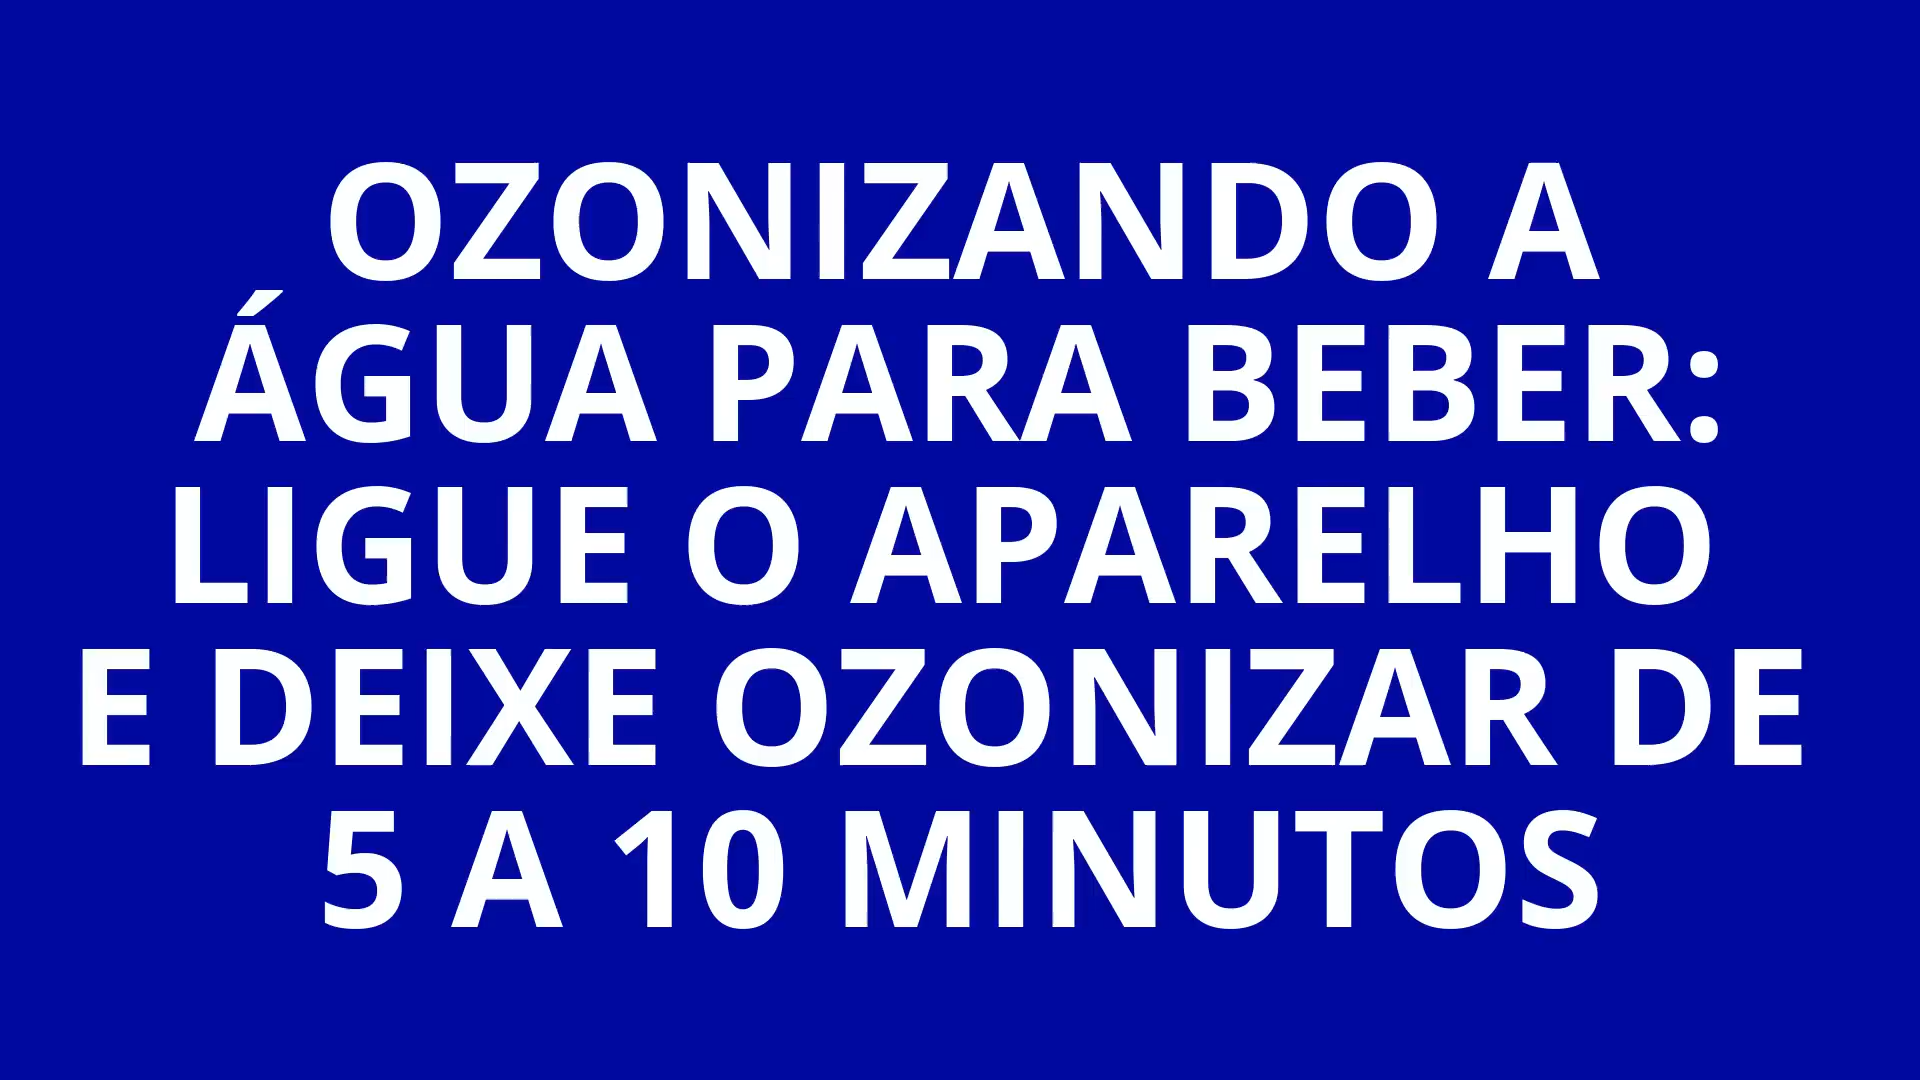 OZONIZANDO A
ÁGUA PARA BEBER:
LIGUE O APARELHO
E DEIXE OZONIZAR DE
5 A 10 MINUTOS